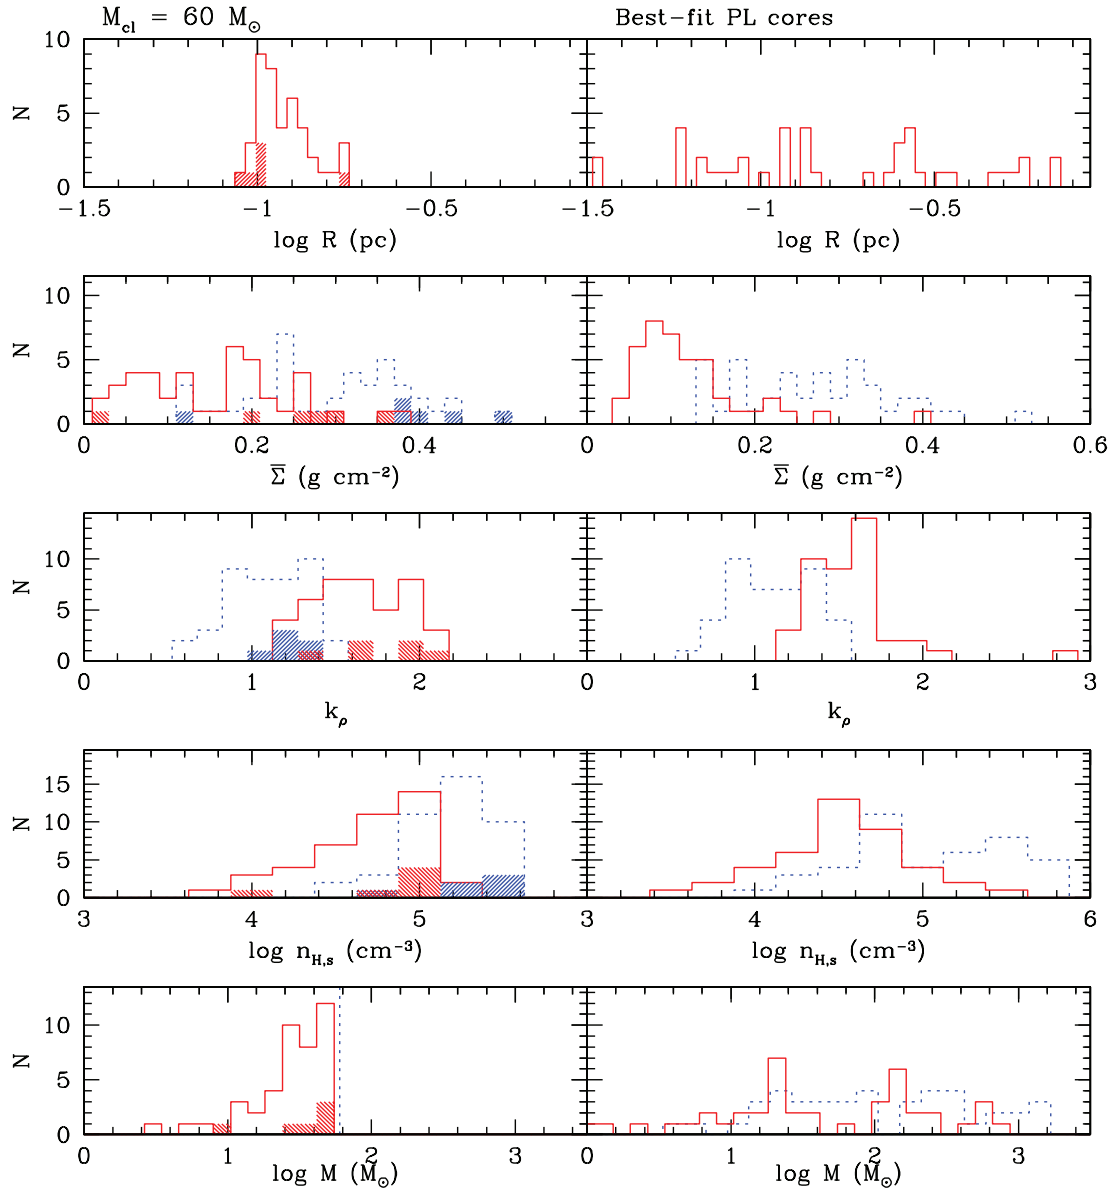 M_cl = 60 M_⊙ Best-fit PL cores
10
N
5
0
-1.5 -1 -0.5 -1.5 -1 -0.5
log R (pc) log R (pc)
10
N
5
0
0 0.2 0.4 0 0.2 0.4 0.6
Σ̅ (g cm⁻²) Σ̅ (g cm⁻²)
10
N
5
0
0 1 2 0 1 2 3
k_ρ k_ρ
15
N
10
5
0
3 4 5 3 4 5 6
log n_H,s (cm⁻³) log n_H,s (cm⁻³)
10
N
5
0
0 1 2 3 0 1 2 3
log M (M_⊙) log M (M_⊙)